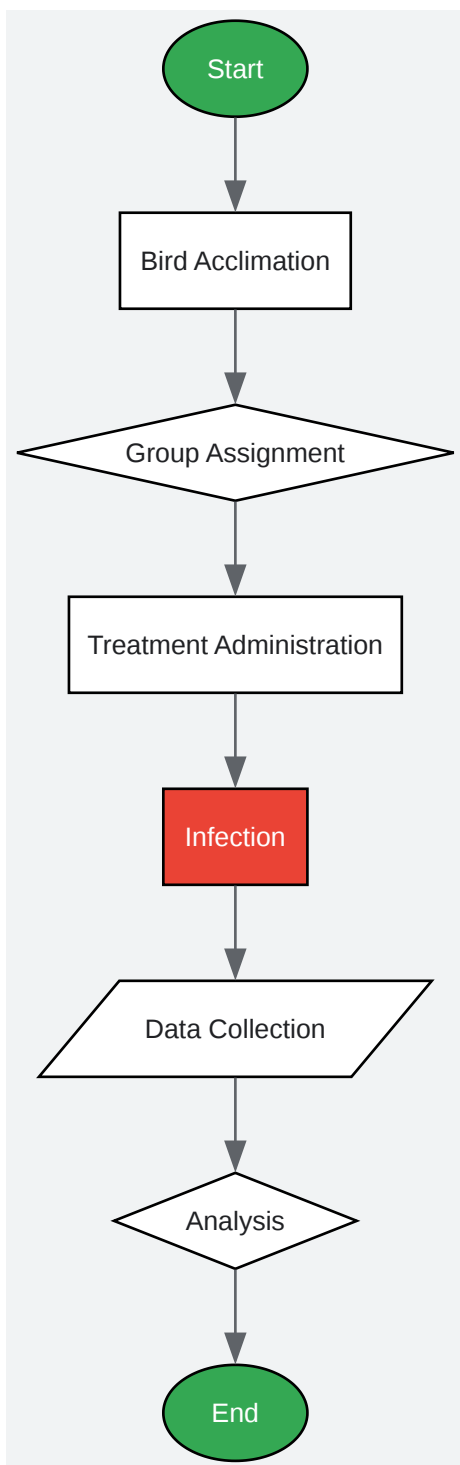 Start
Bird Acclimation
Group Assignment
Treatment Administration
Infection
Data Collection
Analysis
End